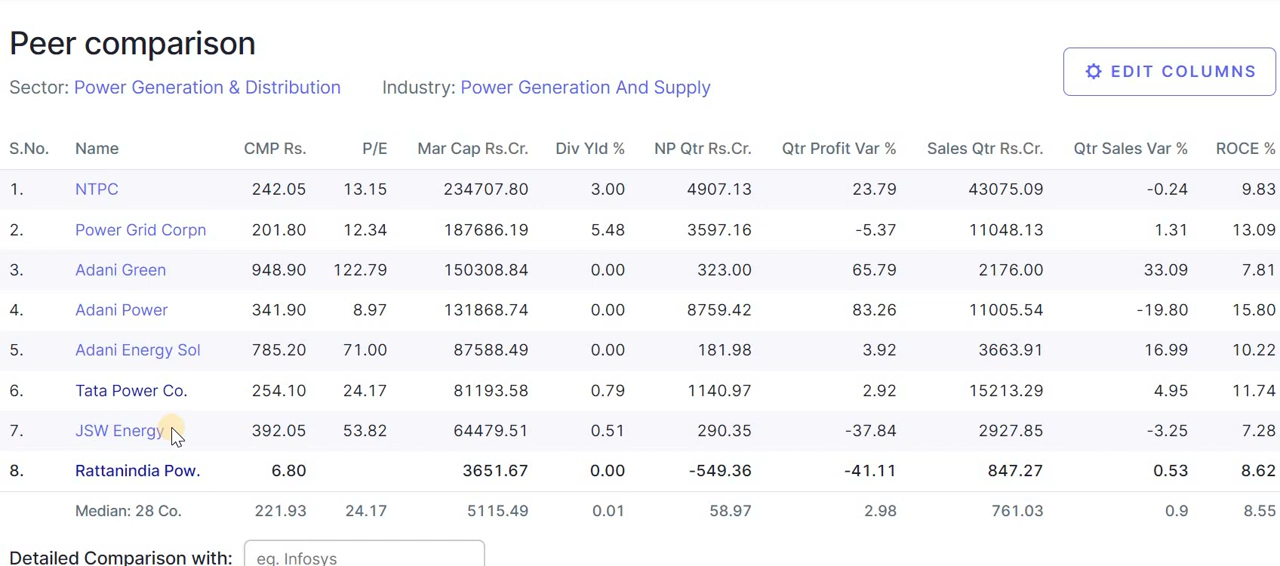 Peer comparison
Sector: Power Generation & Distribution Industry: Power Generation And Supply
EDIT COLUMNS
S.No. Name CMP Rs. P/E Mar Cap Rs.Cr. Div Yld % NP Qtr Rs.Cr. Qtr Profit Var % Sales Qtr Rs.Cr. Qtr Sales Var % ROCE %
1. NTPC 242.05 13.15 234707.80 3.00 4907.13 23.79 43075.09 -0.24 9.83
2. Power Grid Corpn 201.80 12.34 187686.19 5.48 3597.16 -5.37 11048.13 1.31 13.09
3. Adani Green 948.90 122.79 150308.84 0.00 323.00 65.79 2176.00 33.09 7.81
4. Adani Power 341.90 8.97 131868.74 0.00 8759.42 83.26 11005.54 -19.80 15.80
5. Adani Energy Sol 785.20 71.00 87588.49 0.00 181.98 3.92 3663.91 16.99 10.22
6. Tata Power Co. 254.10 24.17 81193.58 0.79 1140.97 2.92 15213.29 4.95 11.74
7. JSW Energy 392.05 53.82 64479.51 0.51 290.35 -37.84 2927.85 -3.25 7.28
8. Rattanindia Pow. 6.80 3651.67 0.00 -549.36 -41.11 847.27 0.53 8.62
Median: 28 Co. 221.93 24.17 5115.49 0.01 58.97 2.98 761.03 0.9 8.55
Detailed Comparison with: eg. Infosys